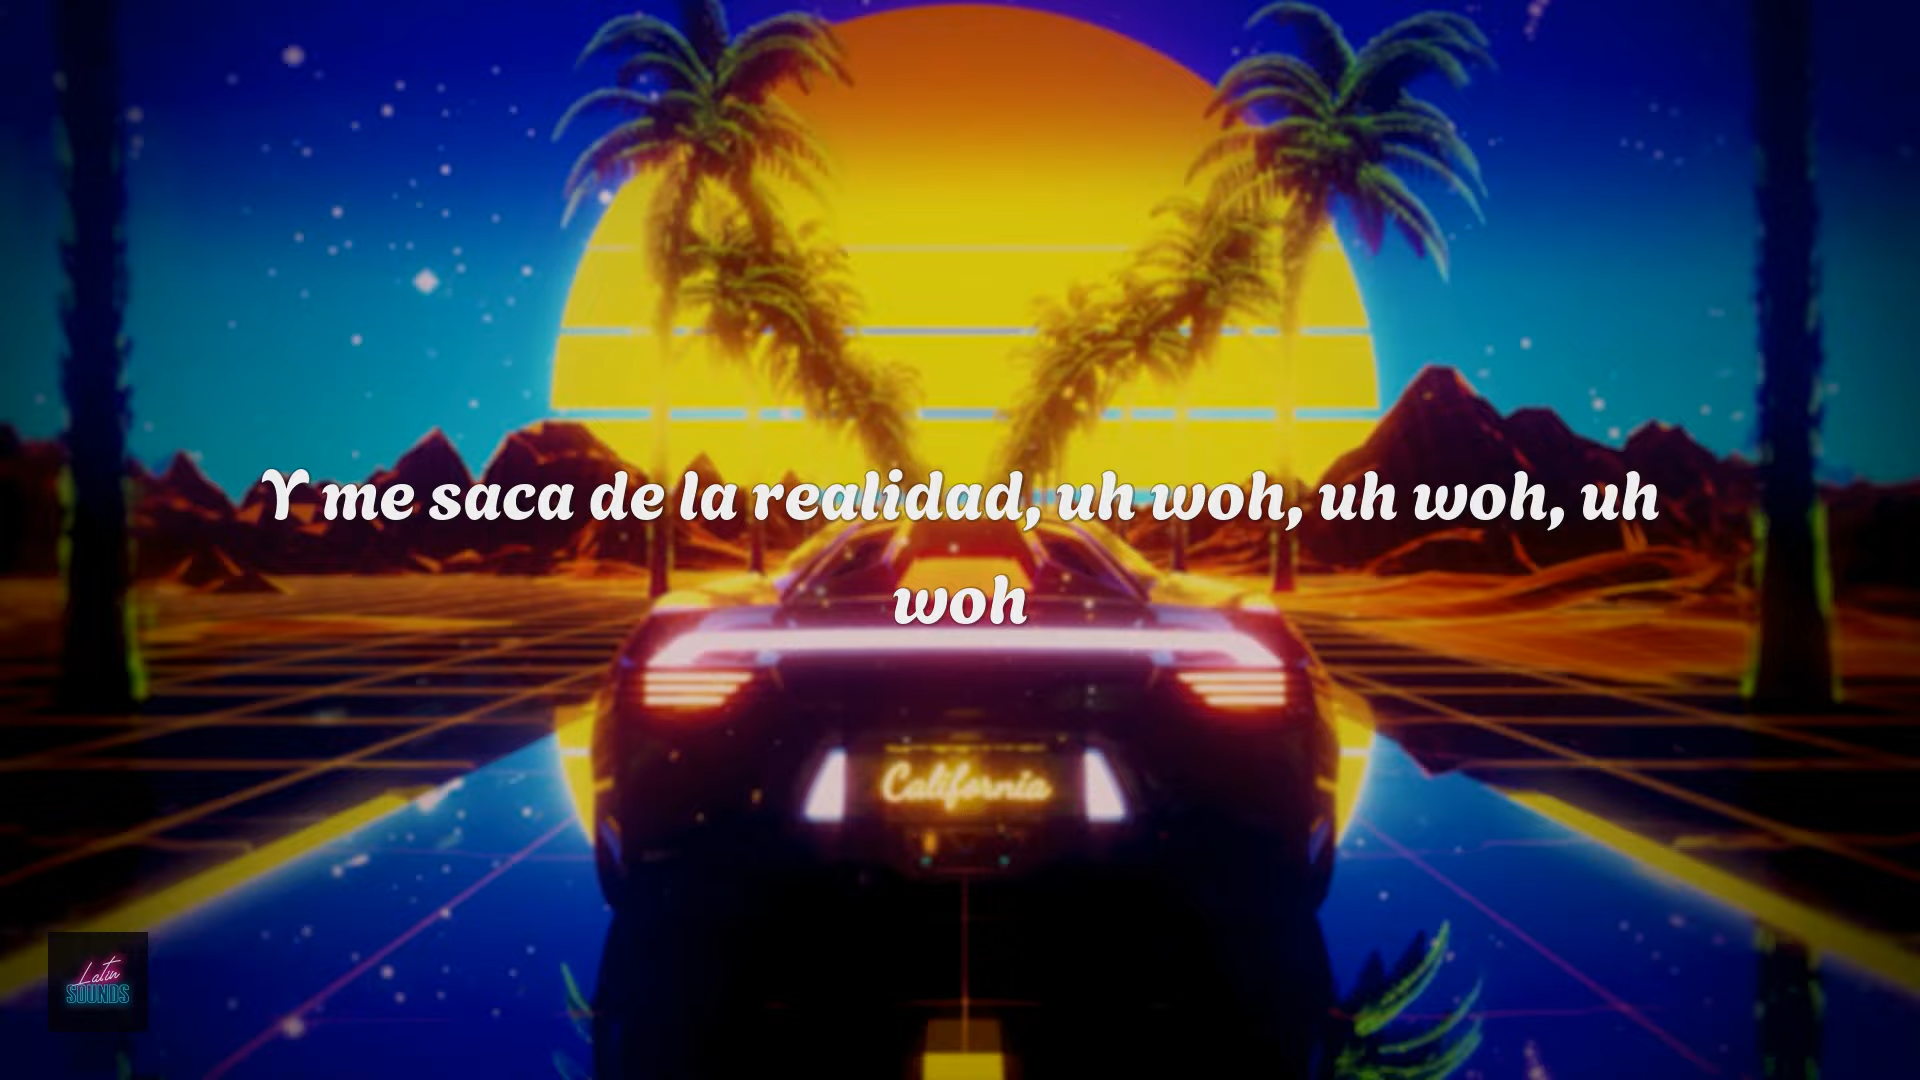 Y me saca de la realidad, uh woh, uh woh, uh
woh
California
Latin
SOUNDS